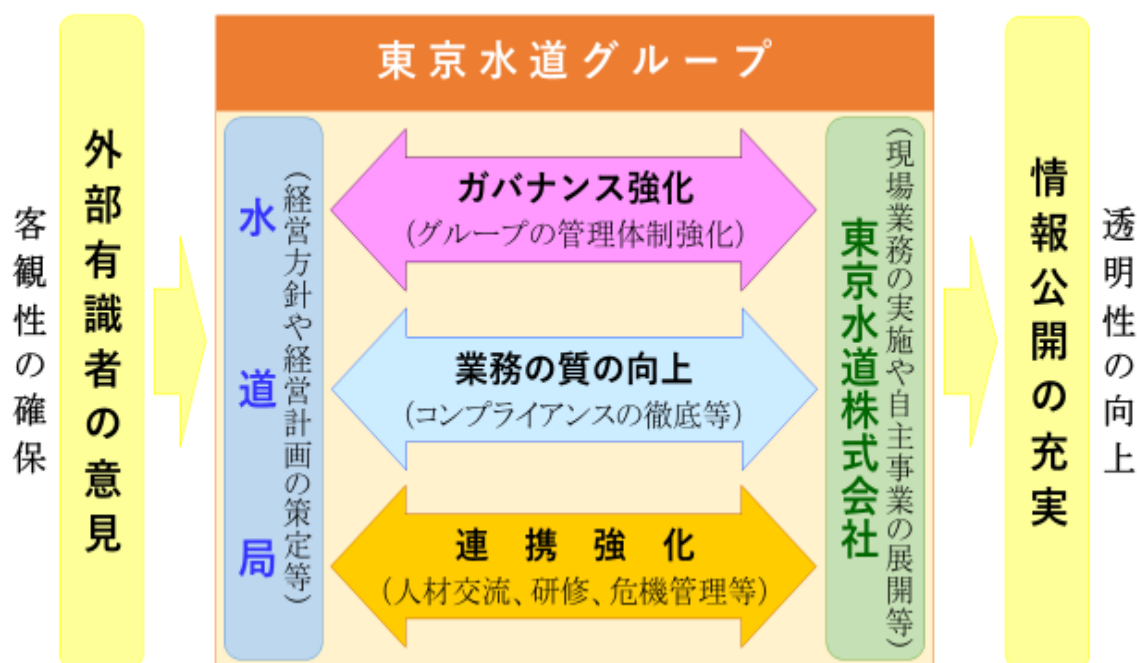 東京水道グループ
客観性の確保
外部有識者の意見
水道局
（経営方針や経営計画の策定等）
ガバナンス強化
（グループの管理体制強化）
業務の質の向上
（コンプライアンスの徹底等）
連携強化
（人材交流、研修、危機管理等）
東京水道株式会社
（現場業務の実施や自主事業の展開等）
情報公開の充実
透明性の向上